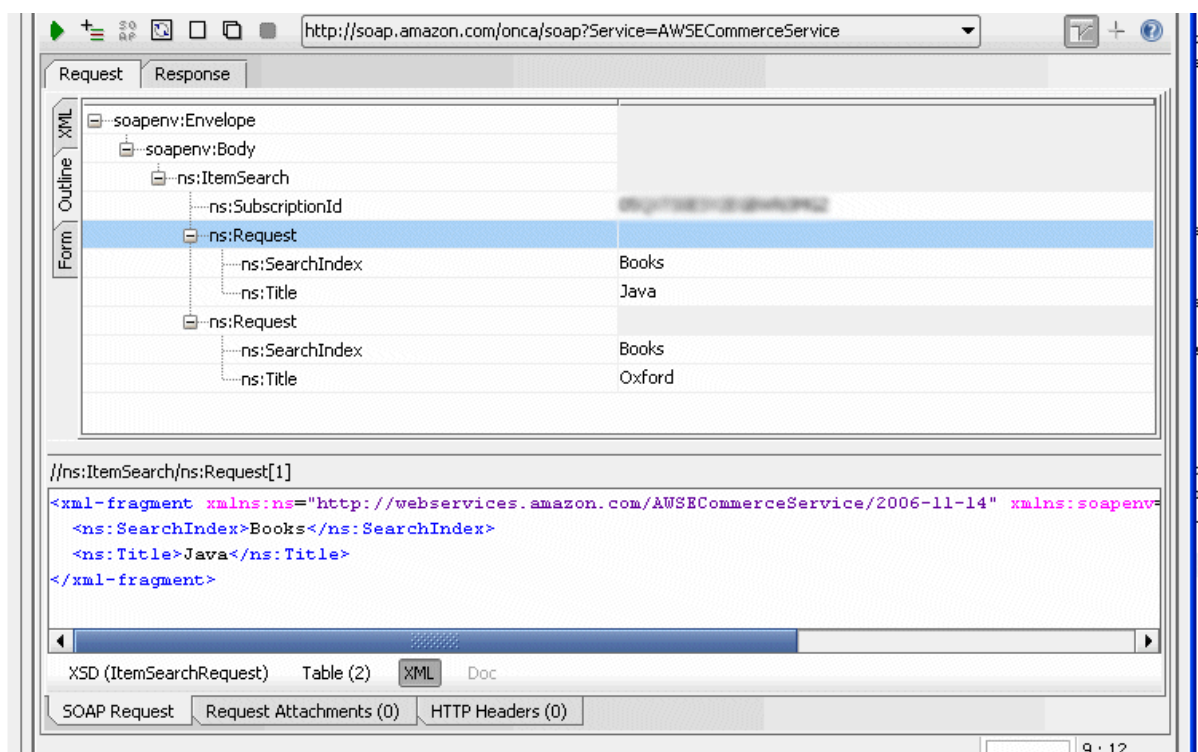 SO AP
http://soap.amazon.com/onca/soap?Service=AWSECommerceService
Request Response
XML
Outline
Form
soapenv:Envelope
soapenv:Body
ns:ItemSearch
ns:SubscriptionId
ns:Request
ns:SearchIndex Books
ns:Title Java
ns:Request
ns:SearchIndex Books
ns:Title Oxford
//ns:ItemSearch/ns:Request[1]
<xml-fragment xmlns:ns="http://webservices.amazon.com/AWSECommerceService/2006-11-14" xmlns:soapenv=
<ns:SearchIndex>Books</ns:SearchIndex>
<ns:Title>Java</ns:Title>
</xml-fragment>
XSD (ItemSearchRequest) Table (2) XML Doc
SOAP Request Request Attachments (0) HTTP Headers (0)
9 : 12